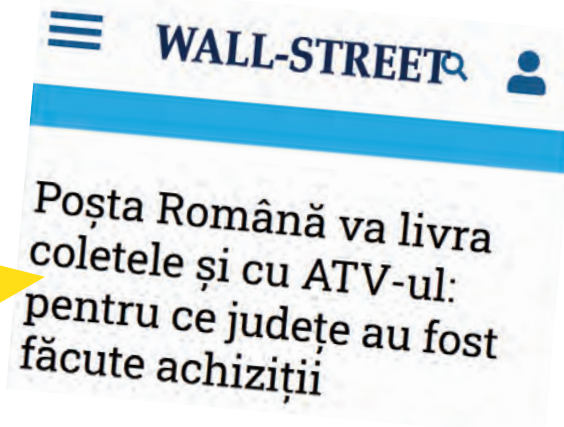 WALL-STREET
Poșta Română va livra
coletele și cu ATV-ul:
pentru ce județe au fost
făcute achiziții